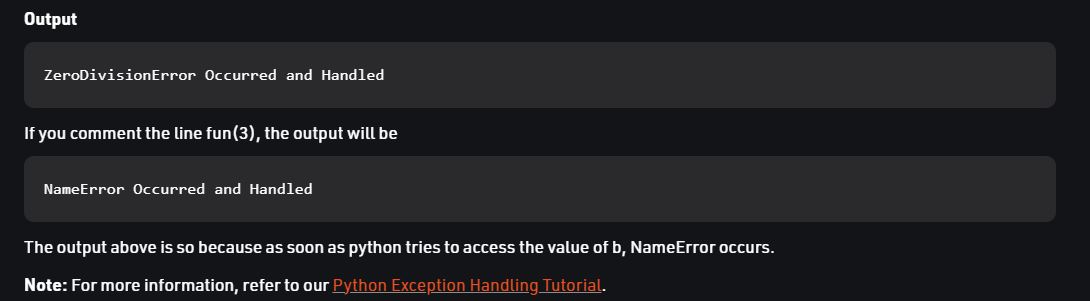 Output
ZeroDivisionError Occurred and Handled
If you comment the line fun(3), the output will be
NameError Occurred and Handled
The output above is so because as soon as python tries to access the value of b, NameError occurs.
Note: For more information, refer to our Python Exception Handling Tutorial.